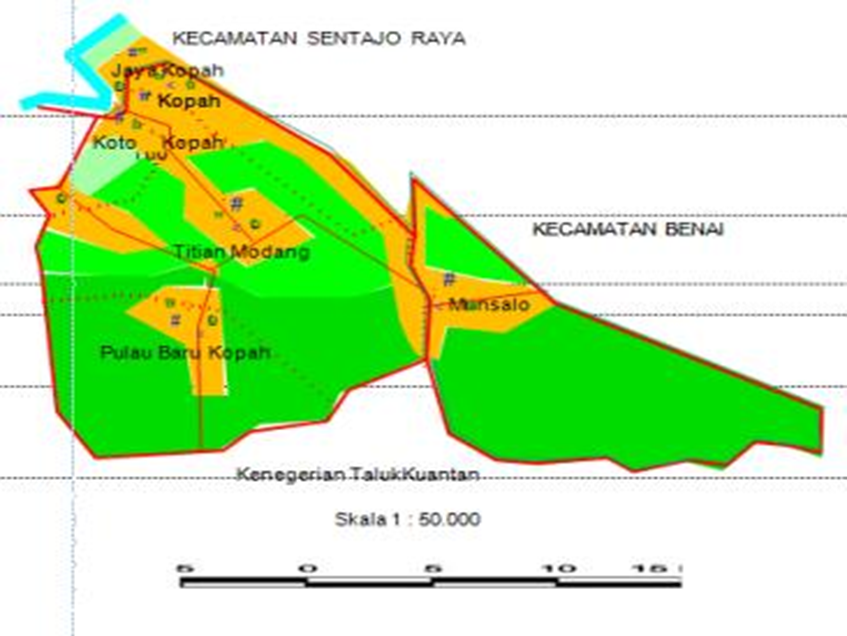 KECAMATAN SENTAJO RAYA
Jaya Kopah
Kopah
Koto Kopah
Tuo
KECAMATAN BENAI
Titian Modang
Munsalo
Pulau Baru Kopah
Kenegerian TalukKuantan
Skala 1 : 50.000
5 0 5 10 15